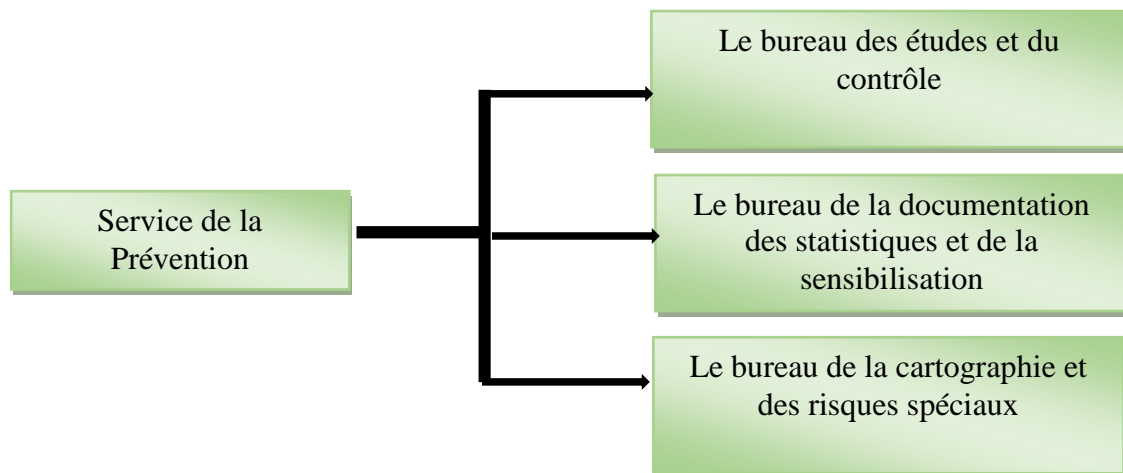 Service de la
Prévention
Le bureau des études et du
contrôle
Le bureau de la documentation
des statistiques et de la
sensibilisation
Le bureau de la cartographie et
des risques spéciaux